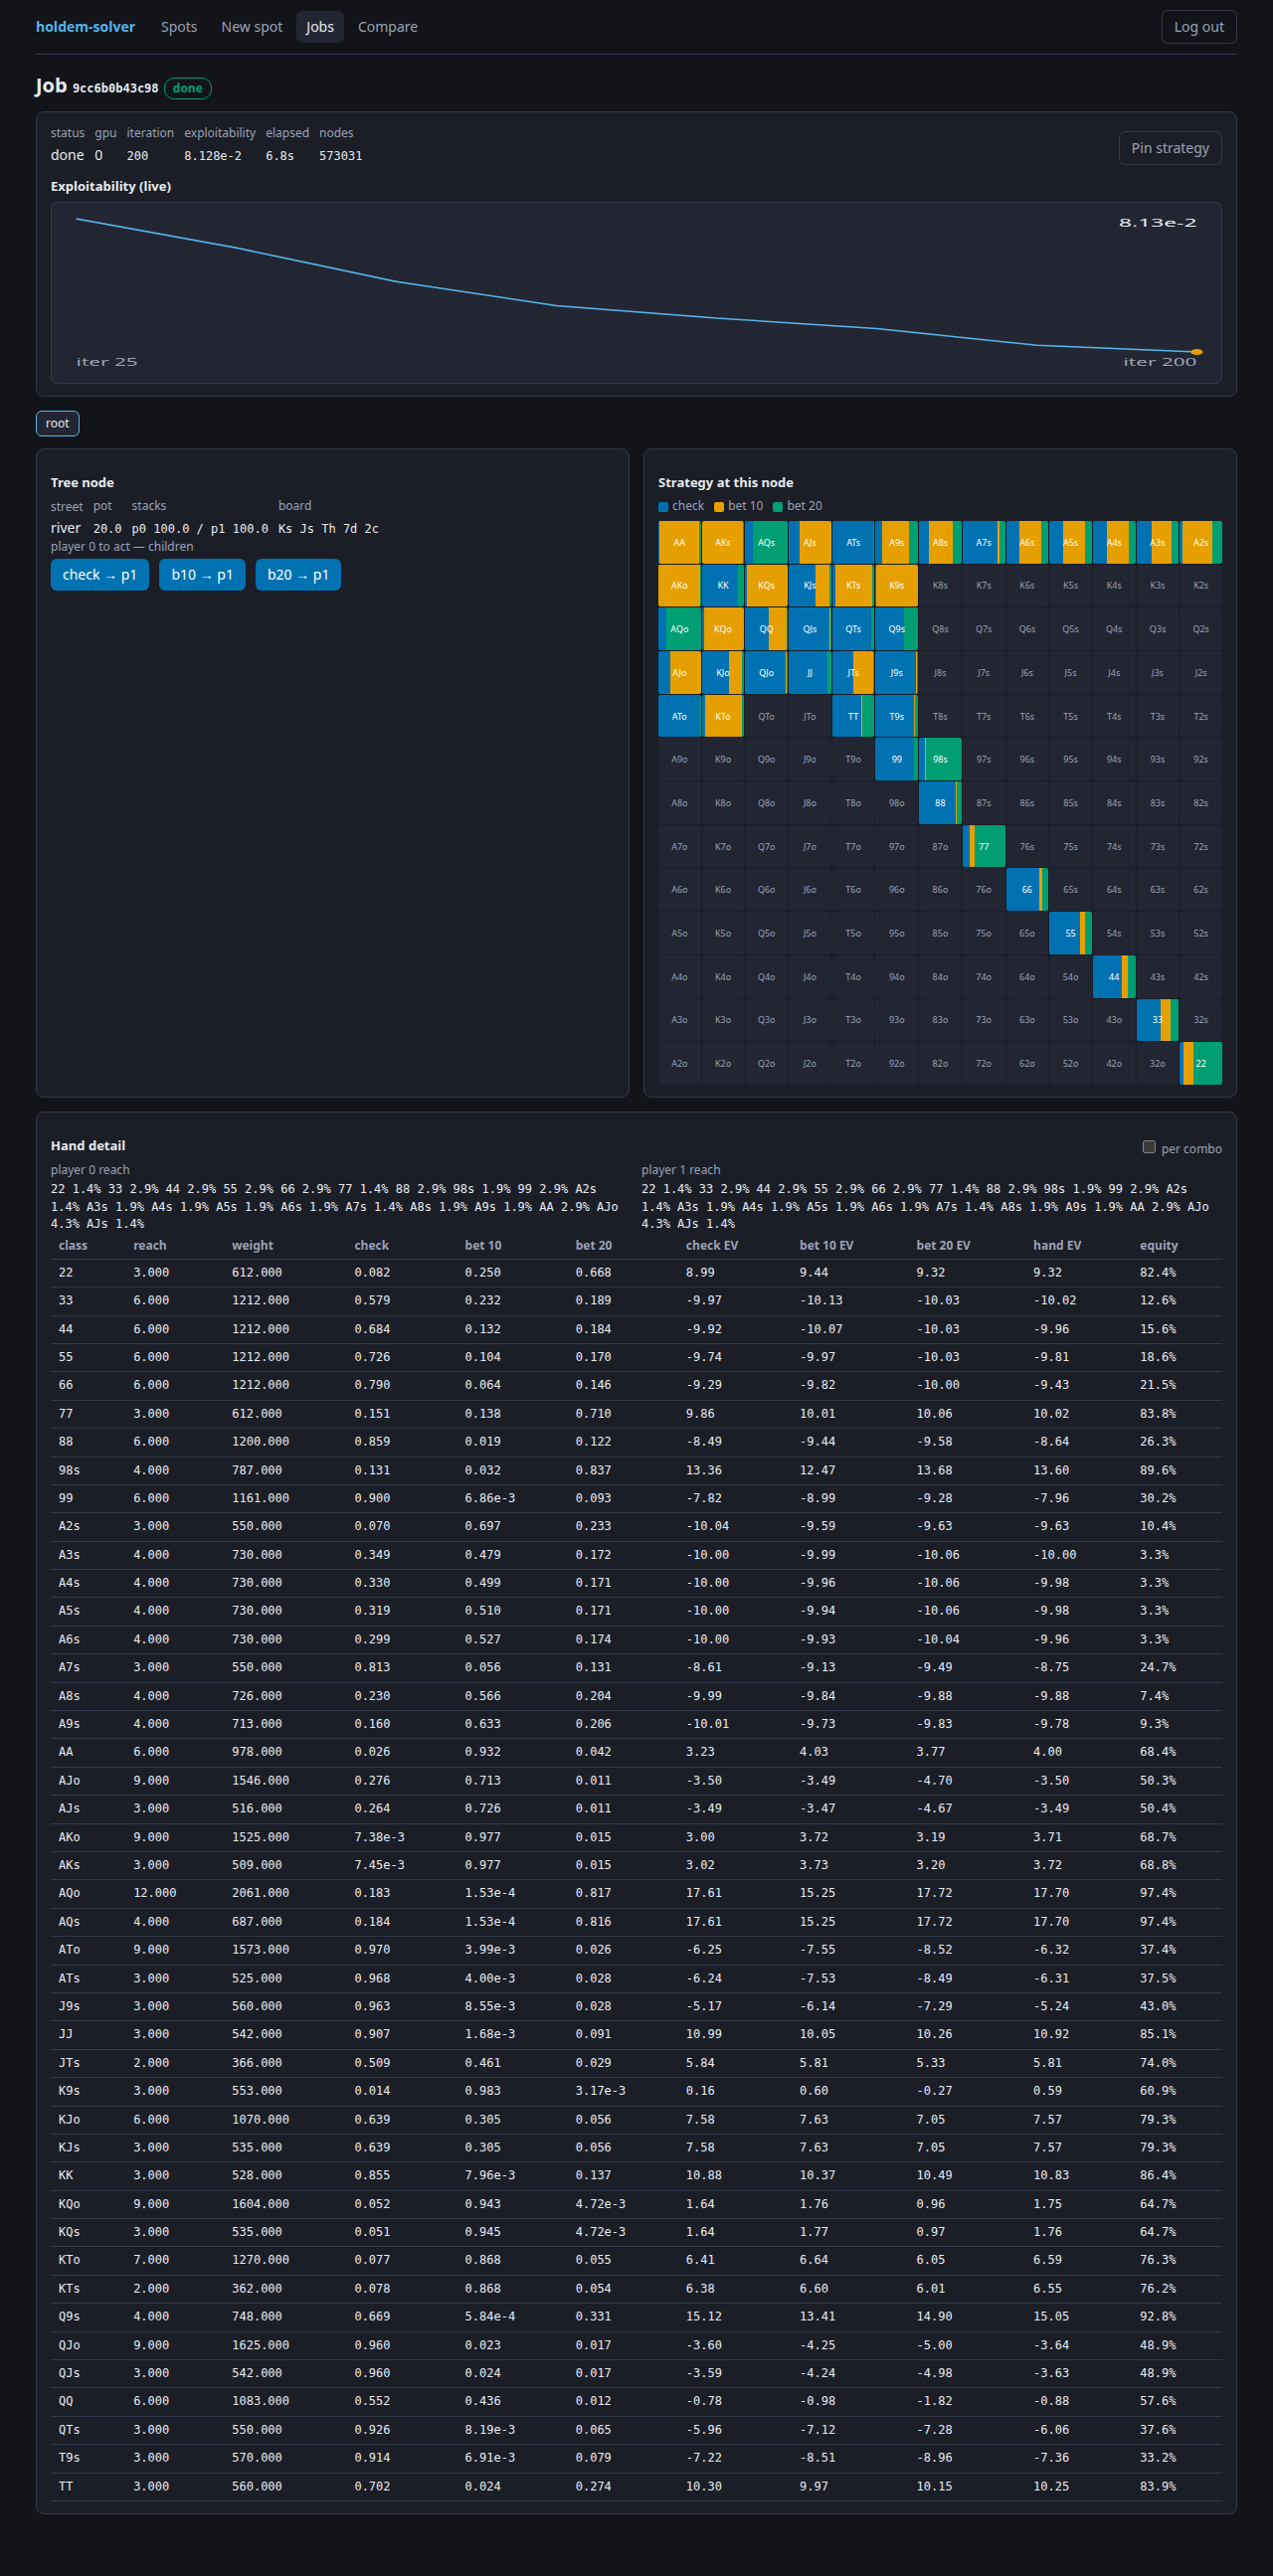 holdem-solver Spots New spot Jobs Compare Log out
Job 9cc6b0b43c98 done
status gpu iteration exploitability elapsed nodes
done 0 200 8.128e-2 6.8s 573031
Pin strategy
Exploitability (live)
8.13e-2
iter 25 iter 200
root
Tree node
street pot stacks board
river 20.0 p0 100.0 / p1 100.0 Ks Js Th 7d 2c
player 0 to act — children
check → p1 b10 → p1 b20 → p1
Strategy at this node
check bet 10 bet 20
AA AKs AQs AJs ATs A9s A8s A7s A6s A5s A4s A3s A2s
AKo KK KQs KJs KTs K9s K8s K7s K6s K5s K4s K3s K2s
AQo KQo QQ QJs QTs Q9s Q8s Q7s Q6s Q5s Q4s Q3s Q2s
AJo KJo QJo JJ JTs J9s J8s J7s J6s J5s J4s J3s J2s
ATo KTo QTo JTo TT T9s T8s T7s T6s T5s T4s T3s T2s
A9o K9o Q9o J9o T9o 99 98s 97s 96s 95s 94s 93s 92s
A8o K8o Q8o J8o T8o 98o 88 87s 86s 85s 84s 83s 82s
A7o K7o Q7o J7o T7o 97o 87o 77 76s 75s 74s 73s 72s
A6o K6o Q6o J6o T6o 96o 86o 76o 66 65s 64s 63s 62s
A5o K5o Q5o J5o T5o 95o 85o 75o 65o 55 54s 53s 52s
A4o K4o Q4o J4o T4o 94o 84o 74o 64o 54o 44 43s 42s
A3o K3o Q3o J3o T3o 93o 83o 73o 63o 53o 43o 33 32s
A2o K2o Q2o J2o T2o 92o 82o 72o 62o 52o 42o 32o 22
Hand detail
per combo
player 0 reach
22 1.4% 33 2.9% 44 2.9% 55 2.9% 66 2.9% 77 1.4% 88 2.9% 98s 1.9% 99 2.9% A2s
1.4% A3s 1.9% A4s 1.9% A5s 1.9% A6s 1.9% A7s 1.4% A8s 1.9% A9s 1.9% AA 2.9% AJo
4.3% AJs 1.4%
player 1 reach
22 1.4% 33 2.9% 44 2.9% 55 2.9% 66 2.9% 77 1.4% 88 2.9% 98s 1.9% 99 2.9% A2s
1.4% A3s 1.9% A4s 1.9% A5s 1.9% A6s 1.9% A7s 1.4% A8s 1.9% A9s 1.9% AA 2.9% AJo
4.3% AJs 1.4%
class reach weight check bet 10 bet 20 check EV bet 10 EV bet 20 EV hand EV equity
22 3.000 612.000 0.082 0.250 0.668 8.99 9.44 9.32 9.32 82.4%
33 6.000 1212.000 0.579 0.232 0.189 -9.97 -10.13 -10.03 -10.02 12.6%
44 6.000 1212.000 0.684 0.132 0.184 -9.92 -10.07 -10.03 -9.96 15.6%
55 6.000 1212.000 0.726 0.104 0.170 -9.74 -9.97 -10.03 -9.81 18.6%
66 6.000 1212.000 0.790 0.064 0.146 -9.29 -9.82 -10.00 -9.43 21.5%
77 3.000 612.000 0.151 0.138 0.710 9.86 10.01 10.06 10.02 83.8%
88 6.000 1200.000 0.859 0.019 0.122 -8.49 -9.44 -9.58 -8.64 26.3%
98s 4.000 787.000 0.131 0.032 0.837 13.36 12.47 13.68 13.60 89.6%
99 6.000 1161.000 0.900 6.86e-3 0.093 -7.82 -8.99 -9.28 -7.96 30.2%
A2s 3.000 550.000 0.070 0.697 0.233 -10.04 -9.59 -9.63 -9.63 10.4%
A3s 4.000 730.000 0.349 0.479 0.172 -10.00 -9.99 -10.06 -10.00 3.3%
A4s 4.000 730.000 0.330 0.499 0.171 -10.00 -9.96 -10.06 -9.98 3.3%
A5s 4.000 730.000 0.319 0.510 0.171 -10.00 -9.94 -10.06 -9.98 3.3%
A6s 4.000 730.000 0.299 0.527 0.174 -10.00 -9.93 -10.04 -9.96 3.3%
A7s 3.000 550.000 0.813 0.056 0.131 -8.61 -9.13 -9.49 -8.75 24.7%
A8s 4.000 726.000 0.230 0.566 0.204 -9.99 -9.84 -9.88 -9.88 7.4%
A9s 4.000 713.000 0.160 0.633 0.206 -10.01 -9.73 -9.83 -9.78 9.3%
AA 6.000 978.000 0.026 0.932 0.042 3.23 4.03 3.77 4.00 68.4%
AJo 9.000 1546.000 0.276 0.713 0.011 -3.50 -3.49 -4.70 -3.50 50.3%
AJs 3.000 516.000 0.264 0.726 0.011 -3.49 -3.47 -4.67 -3.49 50.4%
AKo 9.000 1525.000 7.38e-3 0.977 0.015 3.00 3.72 3.19 3.71 68.7%
AKs 3.000 509.000 7.45e-3 0.977 0.015 3.02 3.73 3.20 3.72 68.8%
AQo 12.000 2061.000 0.183 1.53e-4 0.817 17.61 15.25 17.72 17.70 97.4%
AQs 4.000 687.000 0.184 1.53e-4 0.816 17.61 15.25 17.72 17.70 97.4%
ATo 9.000 1573.000 0.970 3.99e-3 0.026 -6.25 -7.55 -8.52 -6.32 37.4%
ATs 3.000 525.000 0.968 4.00e-3 0.028 -6.24 -7.53 -8.49 -6.31 37.5%
J9s 3.000 560.000 0.963 8.55e-3 0.028 -5.17 -6.14 -7.29 -5.24 43.0%
JJ 3.000 542.000 0.907 1.68e-3 0.091 10.99 10.05 10.26 10.92 85.1%
JTs 2.000 366.000 0.509 0.461 0.029 5.84 5.81 5.33 5.81 74.0%
K9s 3.000 553.000 0.014 0.983 3.17e-3 0.16 0.60 -0.27 0.59 60.9%
KJo 6.000 1070.000 0.639 0.305 0.056 7.58 7.63 7.05 7.57 79.3%
KJs 3.000 535.000 0.639 0.305 0.056 7.58 7.63 7.05 7.57 79.3%
KK 3.000 528.000 0.855 7.96e-3 0.137 10.88 10.37 10.49 10.83 86.4%
KQo 9.000 1604.000 0.052 0.943 4.72e-3 1.64 1.76 0.96 1.75 64.7%
KQs 3.000 535.000 0.051 0.945 4.72e-3 1.64 1.77 0.97 1.76 64.7%
KTo 7.000 1270.000 0.077 0.868 0.055 6.41 6.64 6.05 6.59 76.3%
KTs 2.000 362.000 0.078 0.868 0.054 6.38 6.60 6.01 6.55 76.2%
Q9s 4.000 748.000 0.669 5.84e-4 0.331 15.12 13.41 14.90 15.05 92.8%
QJo 9.000 1625.000 0.960 0.023 0.017 -3.60 -4.25 -5.00 -3.64 48.9%
QJs 3.000 542.000 0.960 0.024 0.017 -3.59 -4.24 -4.98 -3.63 48.9%
QQ 6.000 1083.000 0.552 0.436 0.012 -0.78 -0.98 -1.82 -0.88 57.6%
QTs 3.000 550.000 0.926 8.19e-3 0.065 -5.96 -7.12 -7.28 -6.06 37.6%
T9s 3.000 570.000 0.914 6.91e-3 0.079 -7.22 -8.51 -8.96 -7.36 33.2%
TT 3.000 560.000 0.702 0.024 0.274 10.30 9.97 10.15 10.25 83.9%